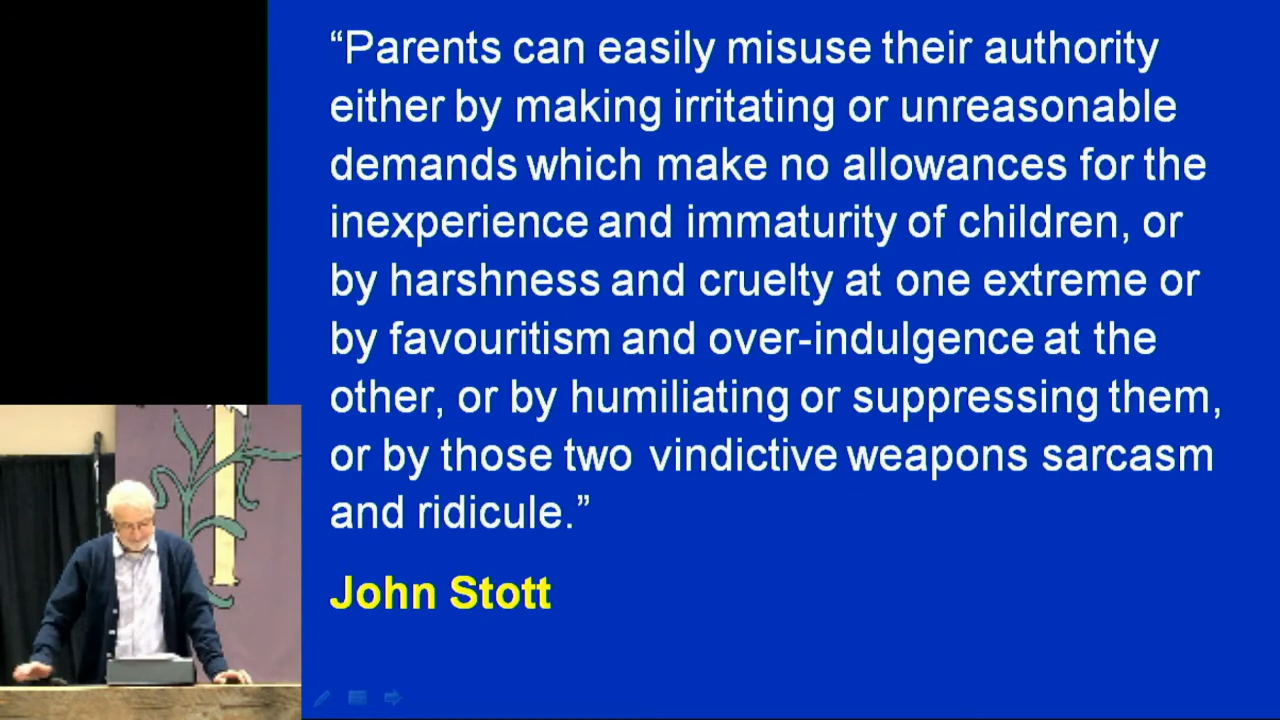 “Parents can easily misuse their authority
either by making irritating or unreasonable
demands which make no allowances for the
inexperience and immaturity of children, or
by harshness and cruelty at one extreme or
by favouritism and over-indulgence at the
other, or by humiliating or suppressing them,
or by those two vindictive weapons sarcasm
and ridicule.”
John Stott